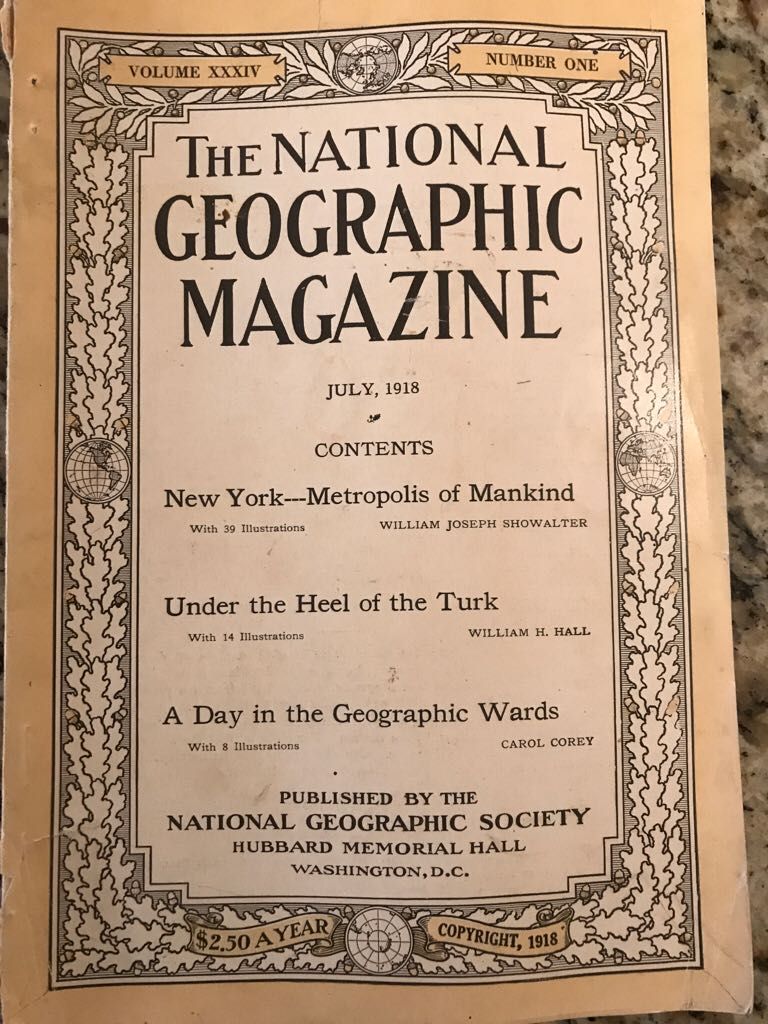 VOLUME XXXIV NUMBER ONE
THE NATIONAL
GEOGRAPHIC
MAGAZINE
JULY, 1918
CONTENTS
New York---Metropolis of Mankind
With 39 Illustrations WILLIAM JOSEPH SHOWALTER
Under the Heel of the Turk
With 14 Illustrations WILLIAM H. HALL
A Day in the Geographic Wards
With 8 Illustrations CAROL COREY
PUBLISHED BY THE
NATIONAL GEOGRAPHIC SOCIETY
HUBBARD MEMORIAL HALL
WASHINGTON, D.C.
$2.50 A YEAR COPYRIGHT, 1918